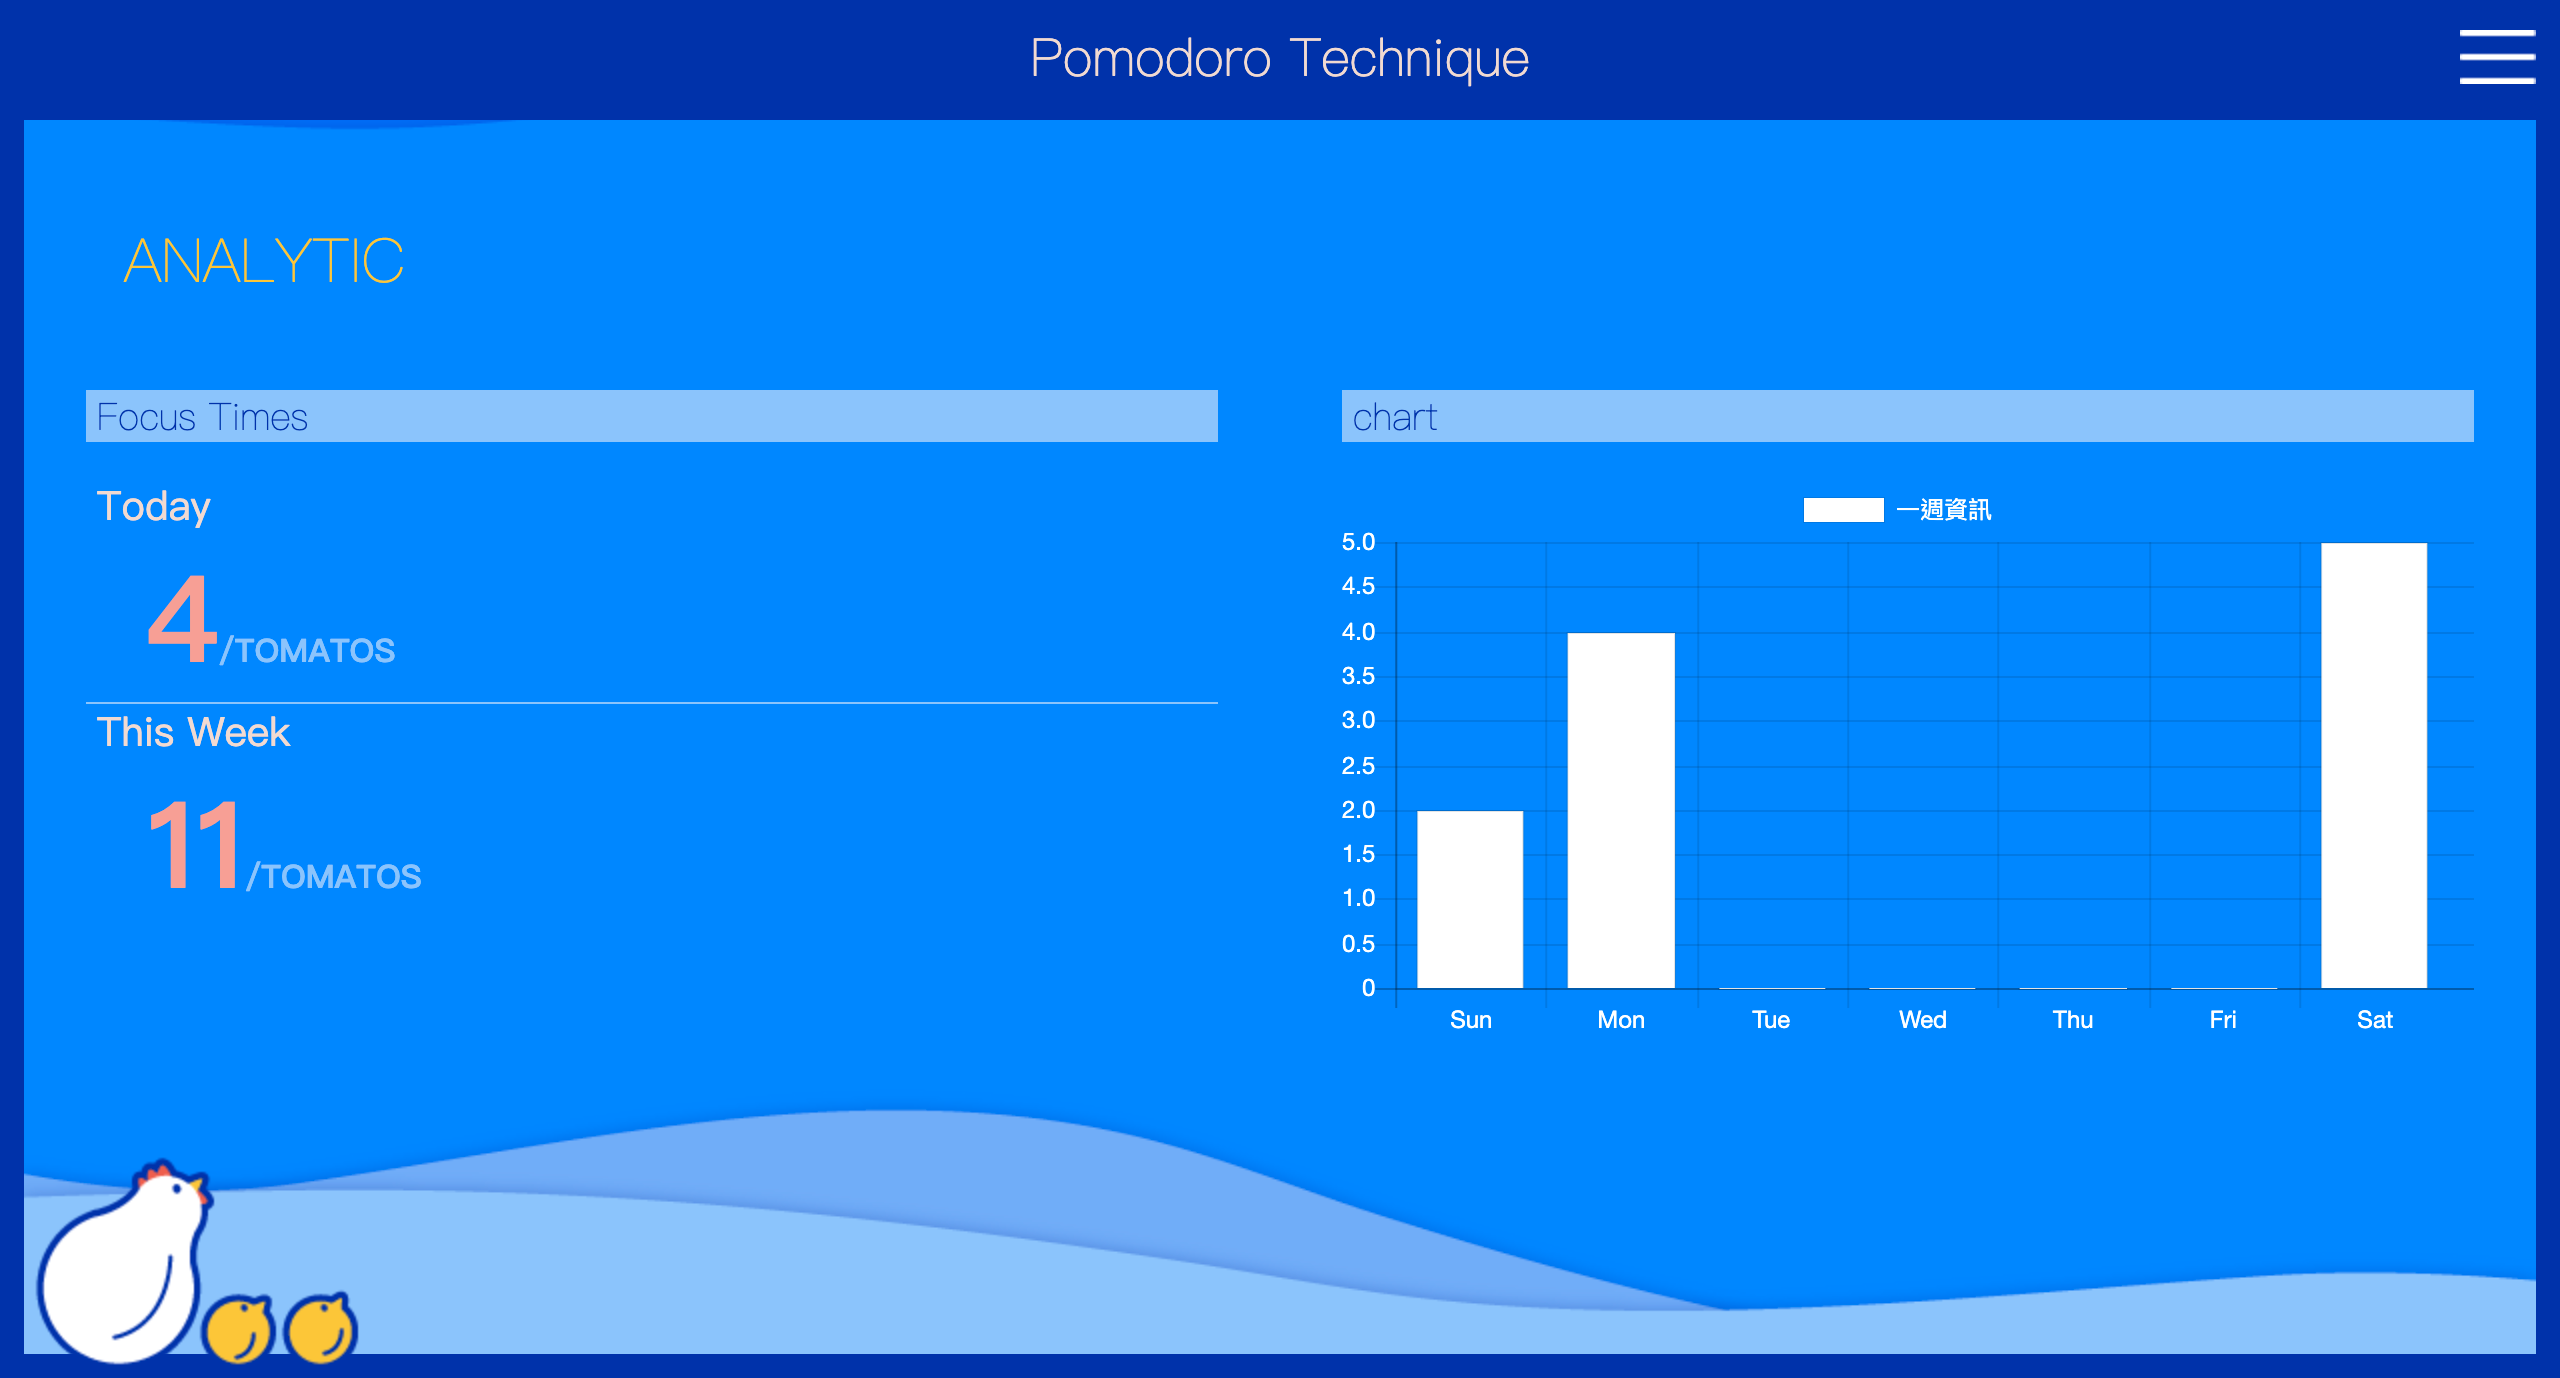 Pomodoro Technique
ANALYTIC
Focus Times
Today
4/TOMATOS
This Week
11/TOMATOS
chart
一週資訊
5.0
4.5
4.0
3.5
3.0
2.5
2.0
1.5
1.0
0.5
0
Sun Mon Tue Wed Thu Fri Sat